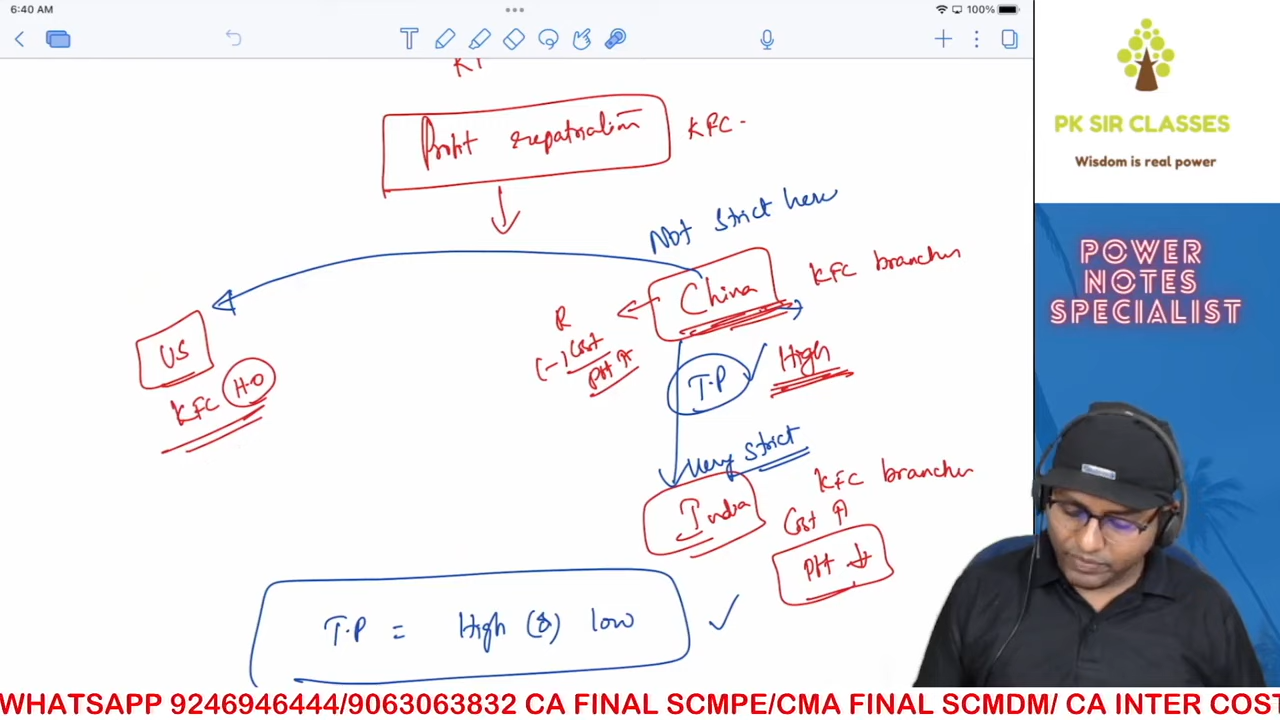 6:40 AM
100%
PK SIR CLASSES
Wisdom is real power
POWER
NOTES
SPECIALIST
Profit repatriation
KFC -
Not strict here
China
KFC branches
R
(-) Cost
Pft ↑
US
KFC H.O
T.P
High
Very strict
India
KFC branches
Cost ↑
Pft ↓
T.P = High (or) low
WHATSAPP 9246946444/9063063832 CA FINAL SCMPE/CMA FINAL SCMDM/ CA INTER COST